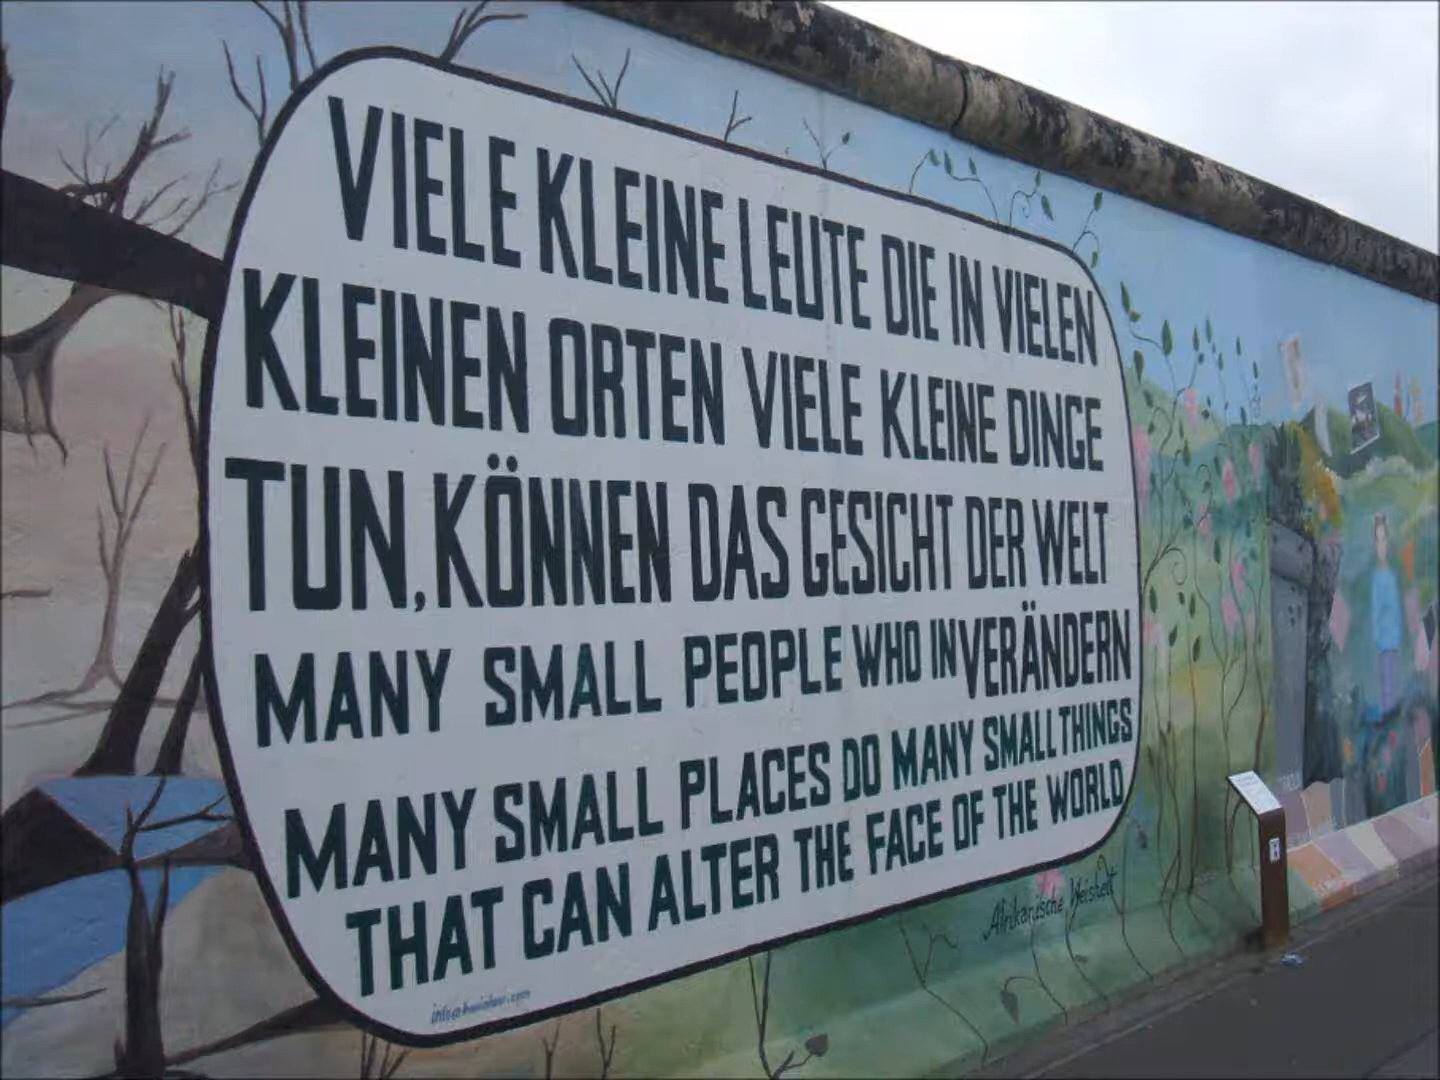 VIELE KLEINE LEUTE DIE IN VIELEN
KLEINEN ORTEN VIELE KLEINE DINGE
TUN, KÖNNEN DAS GESICHT DER WELT
VERÄNDERN
MANY SMALL PEOPLE WHO IN
MANY SMALL PLACES DO MANY SMALL THINGS
THAT CAN ALTER THE FACE OF THE WORLD
Afrikanische Weisheit